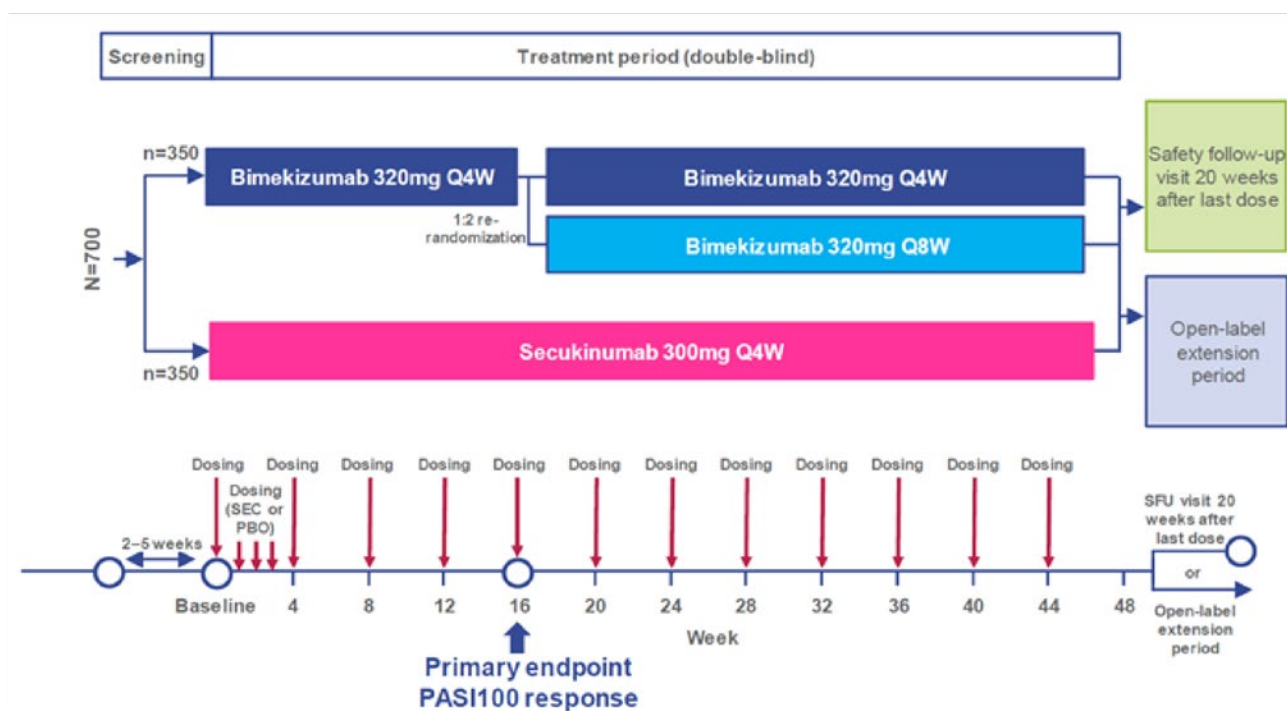 Screening
Treatment period (double-blind)
n=350
Bimekizumab 320mg Q4W
Bimekizumab 320mg Q4W
Safety follow-up
visit 20 weeks
after last dose
1:2 re-
randomization
Bimekizumab 320mg Q8W
N=700
Secukinumab 300mg Q4W
n=350
Open-label
extension
period
Dosing Dosing Dosing Dosing Dosing Dosing Dosing Dosing Dosing Dosing Dosing Dosing
Dosing
(SEC or
PBO)
2–5 weeks
SFU visit 20
weeks after
last dose
or
Open-label
extension
period
Baseline 4 8 12 16 20 24 28 32 36 40 44 48
Week
Primary endpoint
PASI100 response